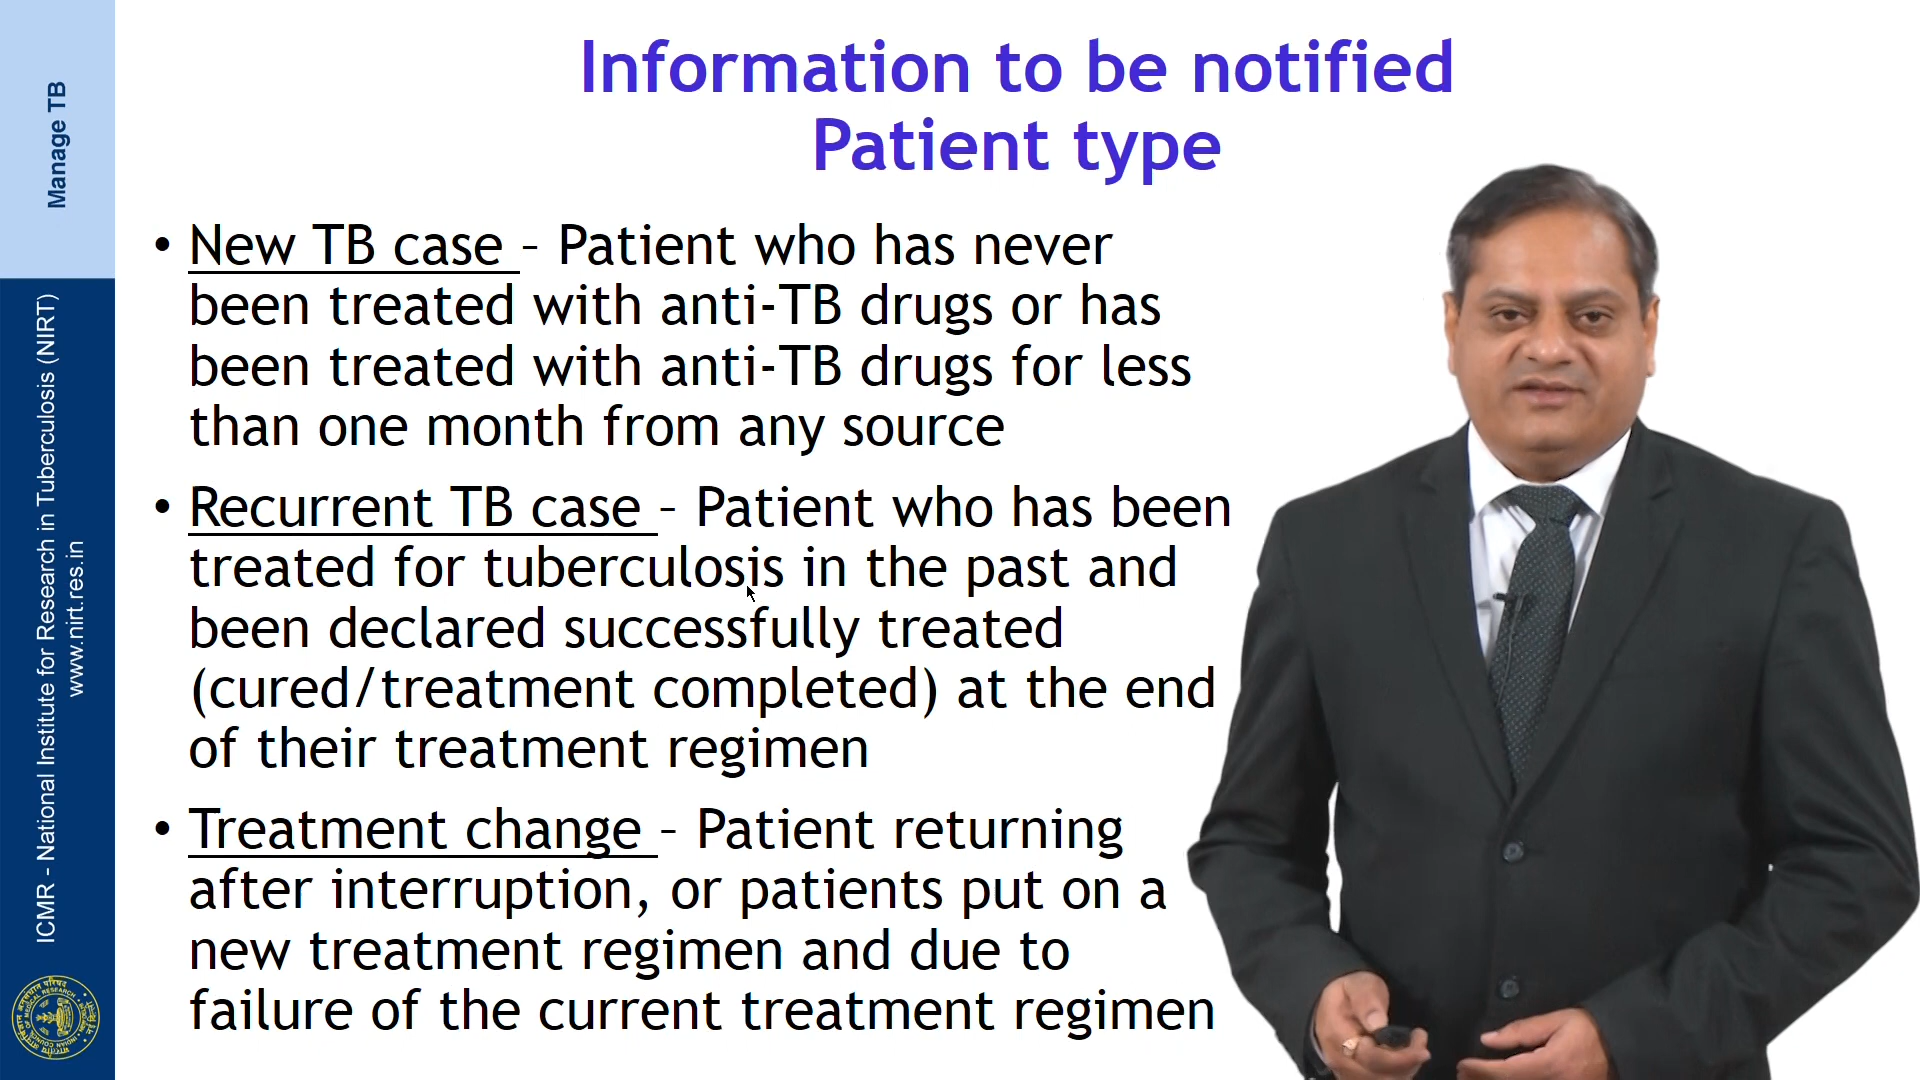 Information to be notified
Patient type
• New TB case – Patient who has never
been treated with anti-TB drugs or has
been treated with anti-TB drugs for less
than one month from any source
• Recurrent TB case – Patient who has been
treated for tuberculosis in the past and
been declared successfully treated
(cured/treatment completed) at the end
of their treatment regimen
• Treatment change – Patient returning
after interruption, or patients put on a
new treatment regimen and due to
failure of the current treatment regimen
Manage TB
ICMR - National Institute for Research in Tuberculosis (NIRT)
www.nirt.res.in